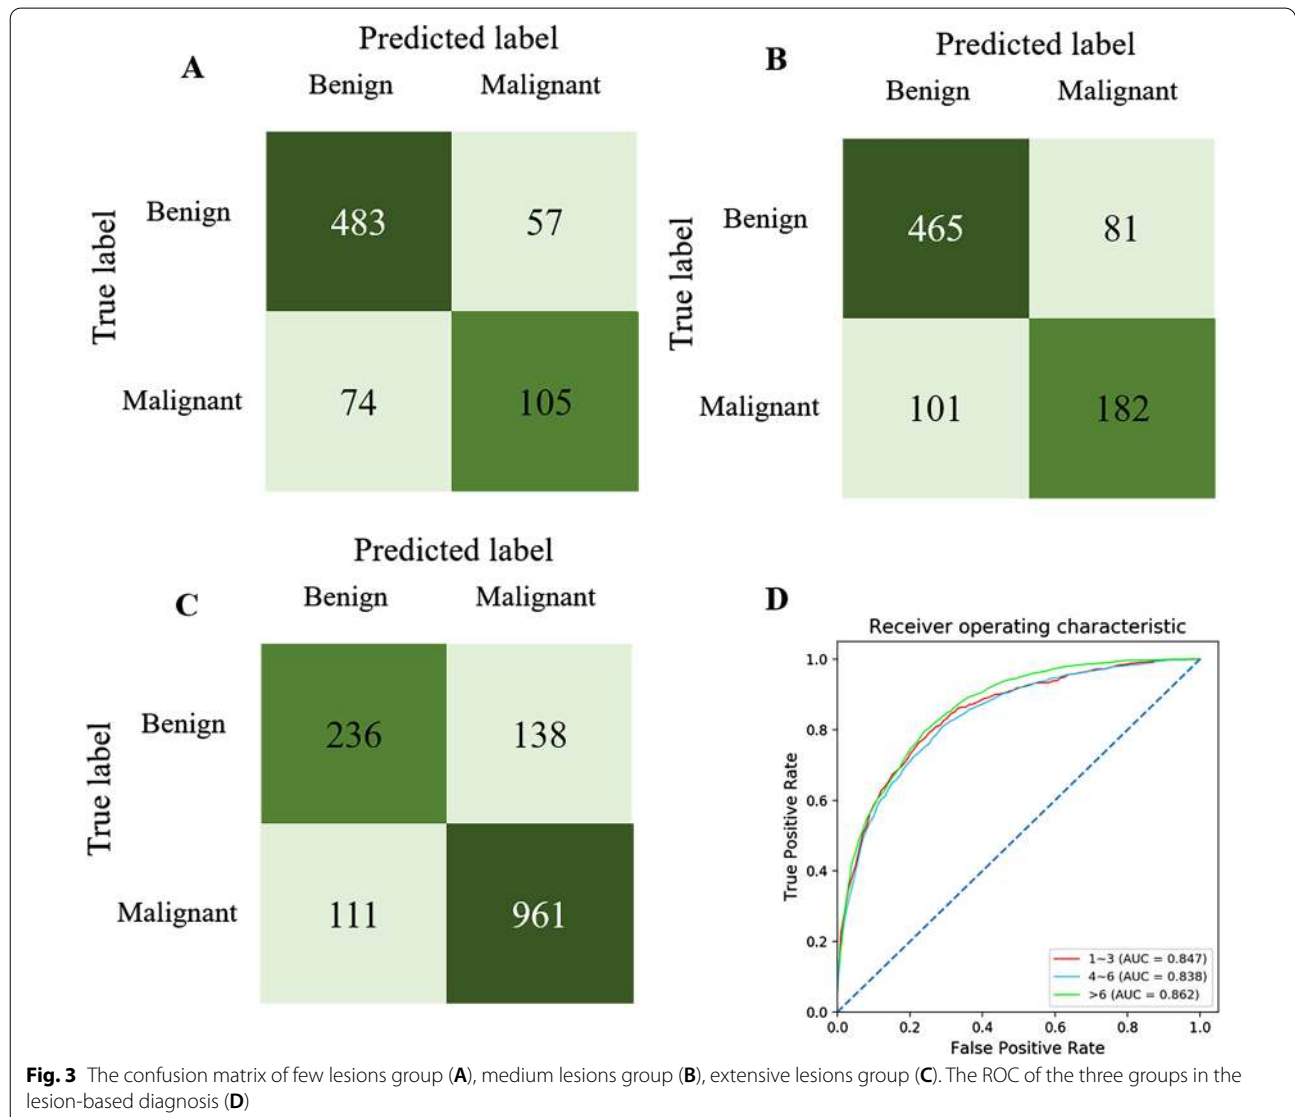 A
Predicted label
Benign Malignant
True label
Benign
483 57
Malignant
74 105
B
Predicted label
Benign Malignant
True label
Benign
465 81
Malignant
101 182
C
Predicted label
Benign Malignant
True label
Benign
236 138
Malignant
111 961
D
Receiver operating characteristic
True Positive Rate
1.0
0.8
0.6
0.4
0.2
0.0
1~3 (AUC = 0.847)
4~6 (AUC = 0.838)
>6 (AUC = 0.862)
0.0 0.2 0.4 0.6 0.8 1.0
False Positive Rate
Fig. 3 The confusion matrix of few lesions group (A), medium lesions group (B), extensive lesions group (C). The ROC of the three groups in the
lesion-based diagnosis (D)